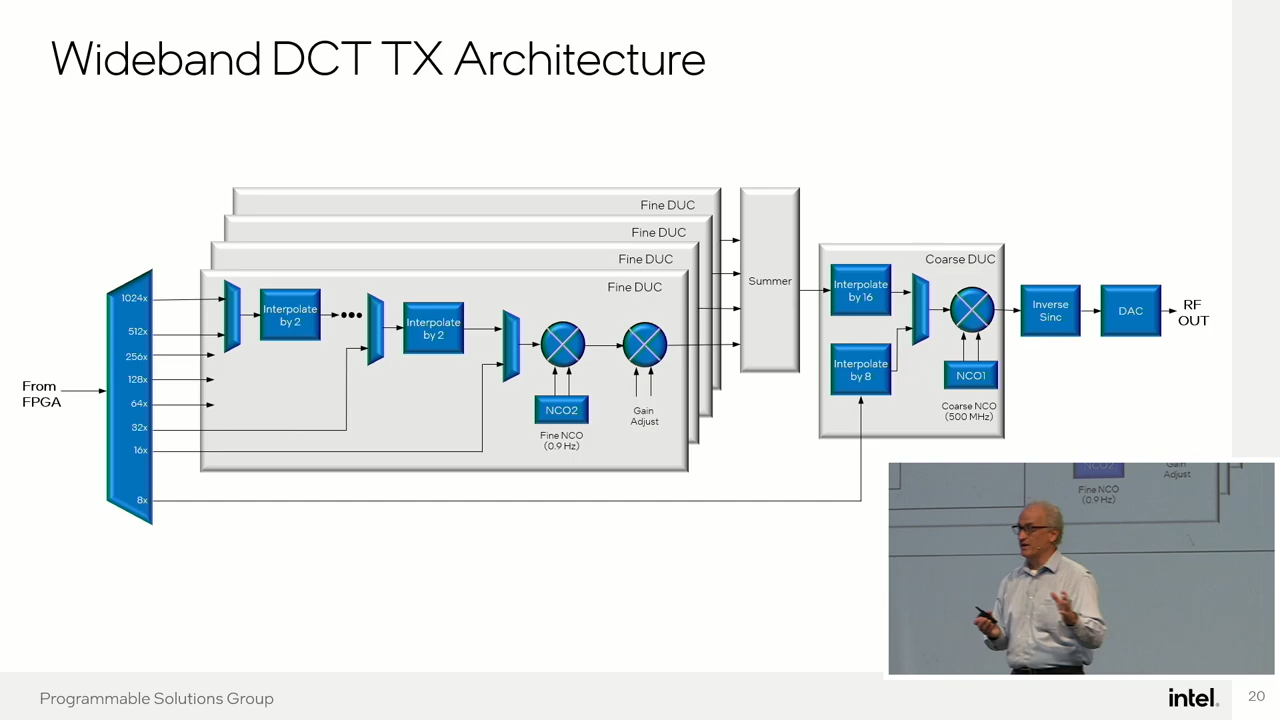 Wideband DCT TX Architecture
Fine DUC
Fine DUC
Fine DUC
Fine DUC
From
FPGA
1024x
512x
256x
128x
64x
32x
16x
8x
Interpolate
by 2
Interpolate
by 2
NCO2
Fine NCO
(0.9 Hz)
Gain
Adjust
Summer
Coarse DUC
Interpolate
by 16
Interpolate
by 8
NCO1
Coarse NCO
(500 MHz)
Inverse
Sinc
DAC
RF
OUT
NCO2
Fine NCO
(0.9 Hz)
Gain
Adjust
Programmable Solutions Group
intel.
20